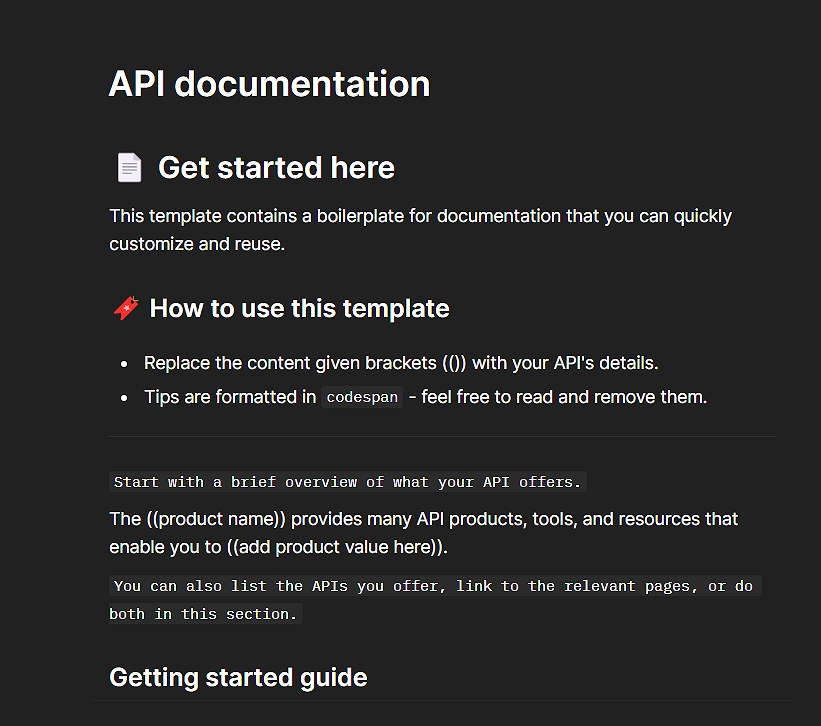 API documentation
Get started here
This template contains a boilerplate for documentation that you can quickly
customize and reuse.
How to use this template
Replace the content given brackets (()) with your API's details.
Tips are formatted in codespan - feel free to read and remove them.
Start with a brief overview of what your API offers.
The ((product name)) provides many API products, tools, and resources that
enable you to ((add product value here)).
You can also list the APIs you offer, link to the relevant pages, or do
both in this section.
Getting started guide